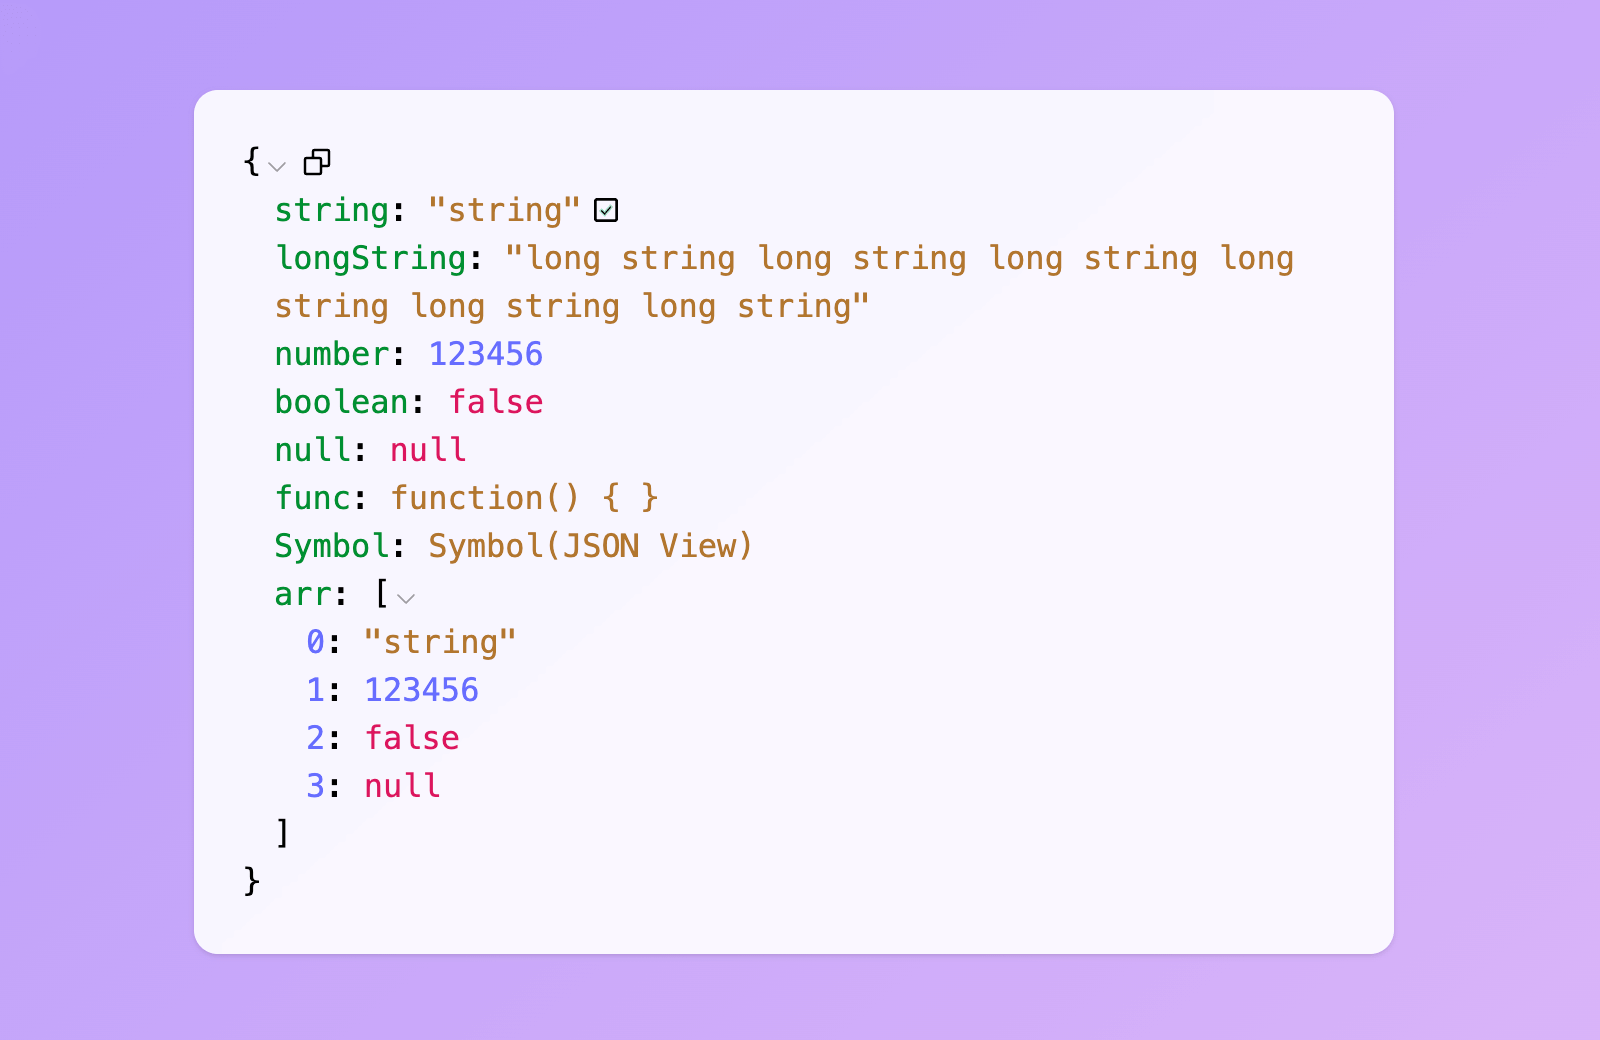 {
string: "string"
longString: "long string long string long string long
string long string long string"
number: 123456
boolean: false
null: null
func: function() { }
Symbol: Symbol(JSON View)
arr: [
0: "string"
1: 123456
2: false
3: null
]
}